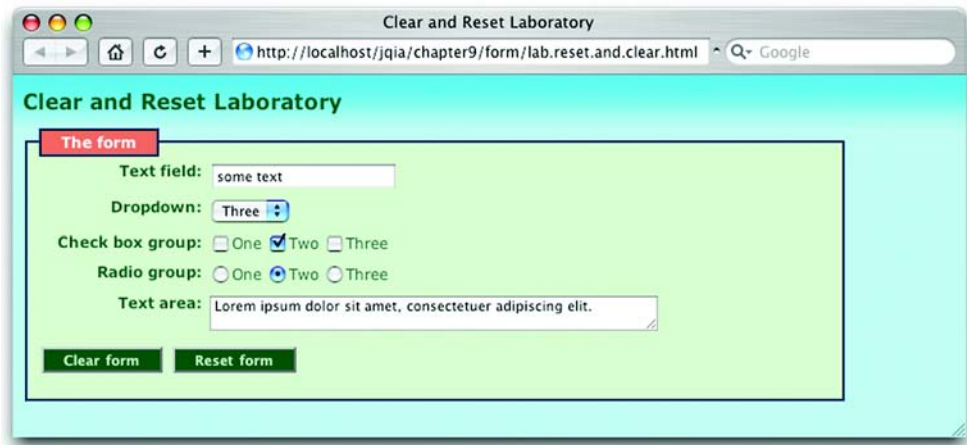 Clear and Reset Laboratory
http://localhost/jqia/chapter9/form/lab.reset.and.clear.html
Google
Clear and Reset Laboratory
The form
Text field: some text
Dropdown: Three
Check box group: One Two Three
Radio group: One Two Three
Text area: Lorem ipsum dolor sit amet, consectetuer adipiscing elit.
Clear form Reset form